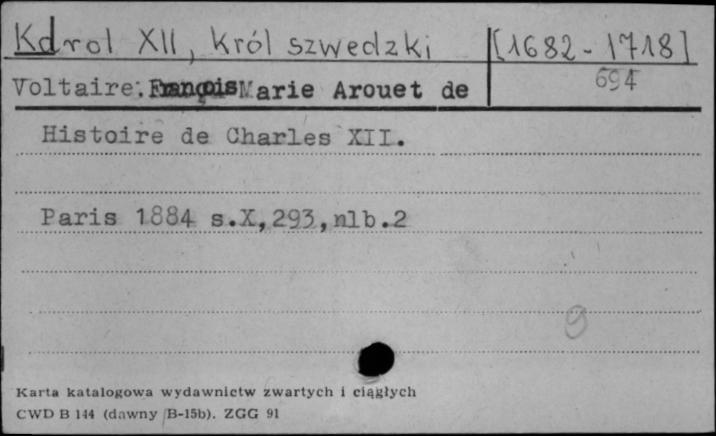 Karol XII, król szwedzki [1682-1718]
Voltaire: François Marie Arouet de 694
Histoire de Charles XII.
Paris 1884 s.X,293,nlb.2
9
Karta katalogowa wydawnictw zwartych i ciągłych
CWD B 144 (dawny B-15b). ZGG 91